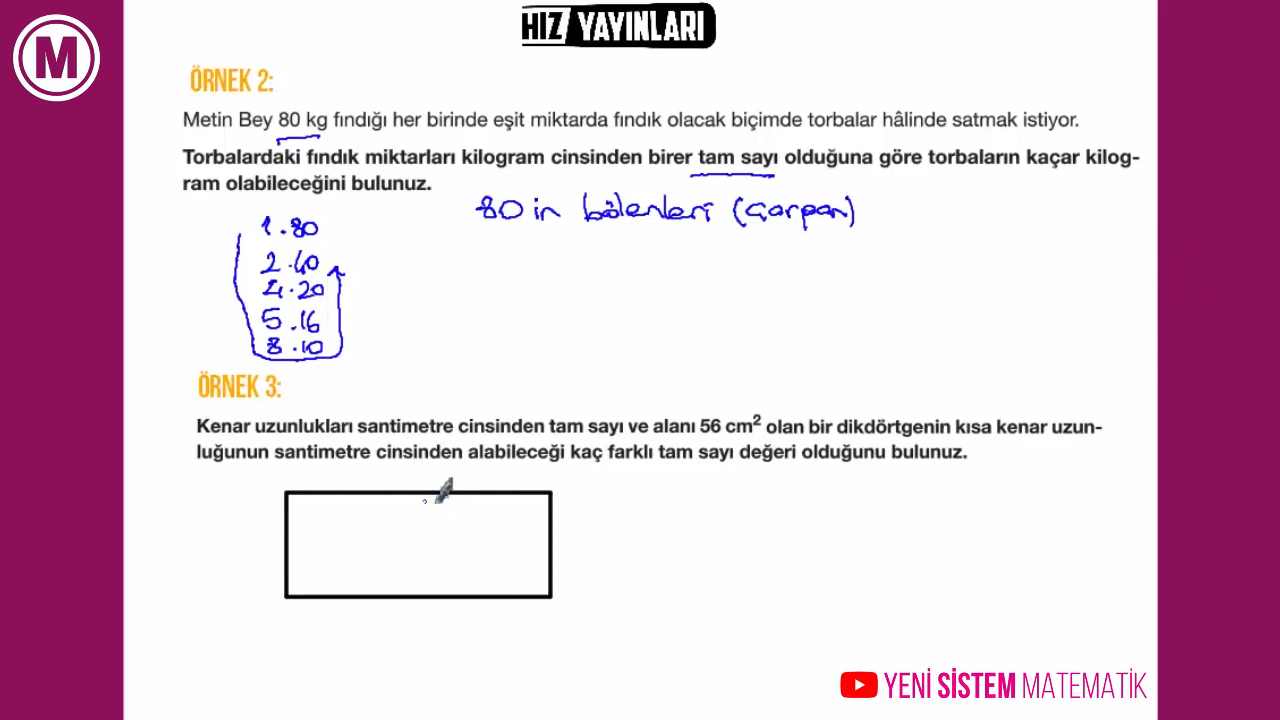 M
HIZ YAYINLARI
ÖRNEK 2:
Metin Bey 80 kg fındığı her birinde eşit miktarda fındık olacak biçimde torbalar hâlinde satmak istiyor.
Torbalardaki fındık miktarları kilogram cinsinden birer tam sayı olduğuna göre torbaların kaçar kilog-
ram olabileceğini bulunuz.
80 in bölenleri (Çarpan)
1.80
2.40
4.20
5.16
8.10
ÖRNEK 3:
Kenar uzunlukları santimetre cinsinden tam sayı ve alanı 56 cm² olan bir dikdörtgenin kısa kenar uzun-
luğunun santimetre cinsinden alabileceği kaç farklı tam sayı değeri olduğunu bulunuz.
YENİ SİSTEM MATEMATİK